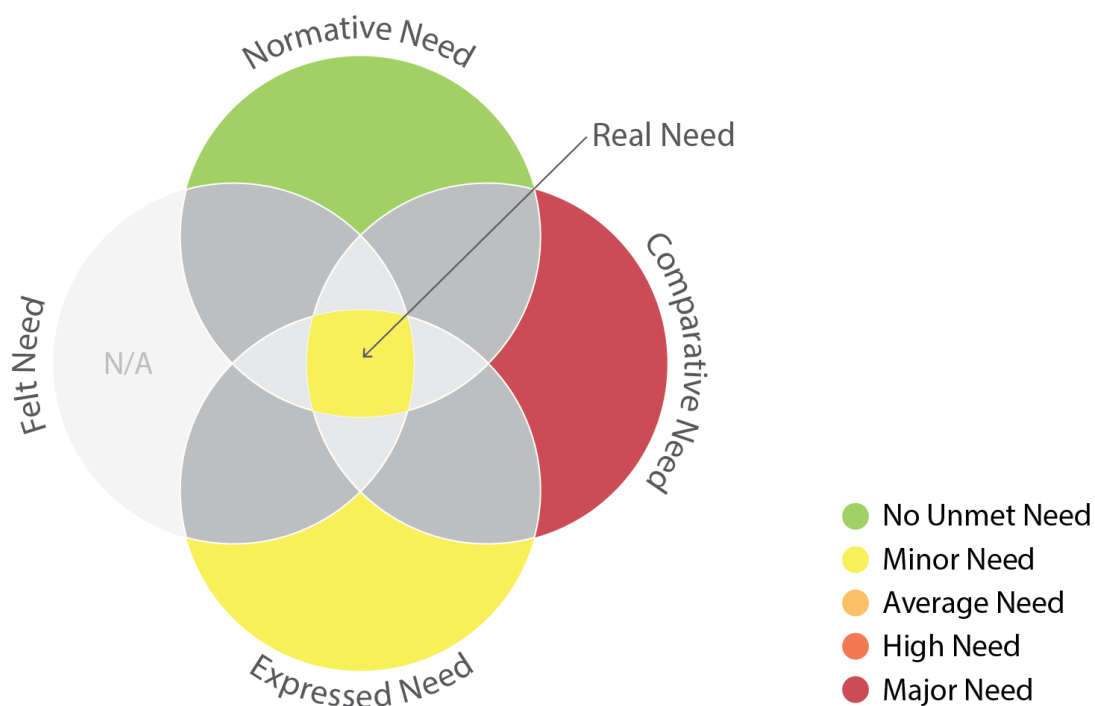 Normative Need
Real Need
Comparative Need
Felt Need
N/A
Expressed Need
No Unmet Need
Minor Need
Average Need
High Need
Major Need